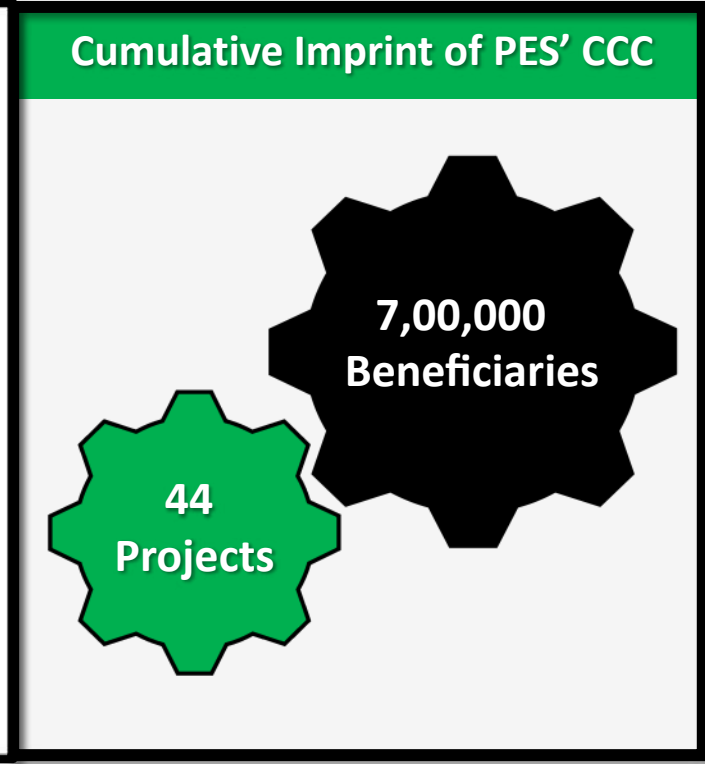 Cumulative Imprint of PES’ CCC
7,00,000
Beneficiaries
44
Projects